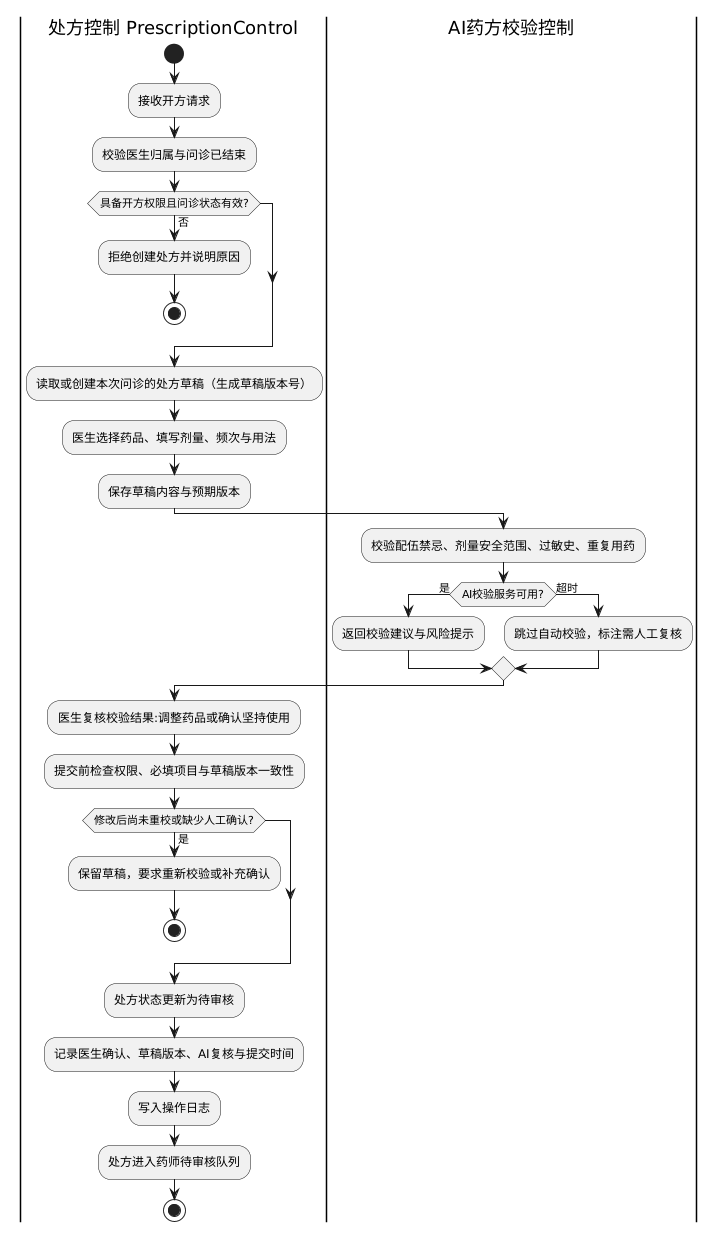 处方控制 PrescriptionControl
AI药方校验控制
接收开方请求
校验医生归属与问诊已结束
具备开方权限且问诊状态有效?
否
拒绝创建处方并说明原因
读取或创建本次问诊的处方草稿（生成草稿版本号）
医生选择药品、填写剂量、频次与用法
保存草稿内容与预期版本
校验配伍禁忌、剂量安全范围、过敏史、重复用药
是
AI校验服务可用?
超时
返回校验建议与风险提示
跳过自动校验，标注需人工复核
医生复核校验结果:调整药品或确认坚持使用
提交前检查权限、必填项目与草稿版本一致性
修改后尚未重校或缺少人工确认?
是
保留草稿，要求重新校验或补充确认
处方状态更新为待审核
记录医生确认、草稿版本、AI复核与提交时间
写入操作日志
处方进入药师待审核队列